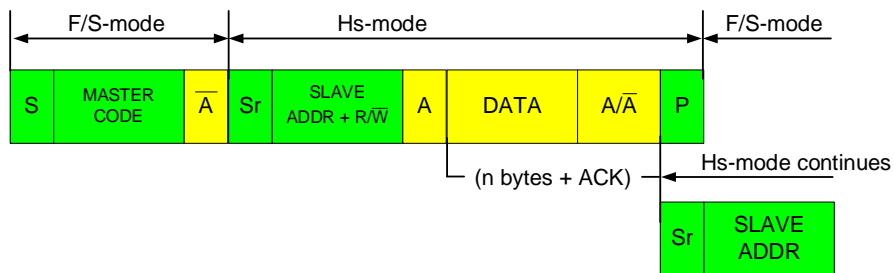 F/S-mode Hs-mode F/S-mode
S MASTER CODE A̅ Sr SLAVE ADDR + R/W̅ A DATA A/A̅ P
(n bytes + ACK) Hs-mode continues
Sr SLAVE ADDR